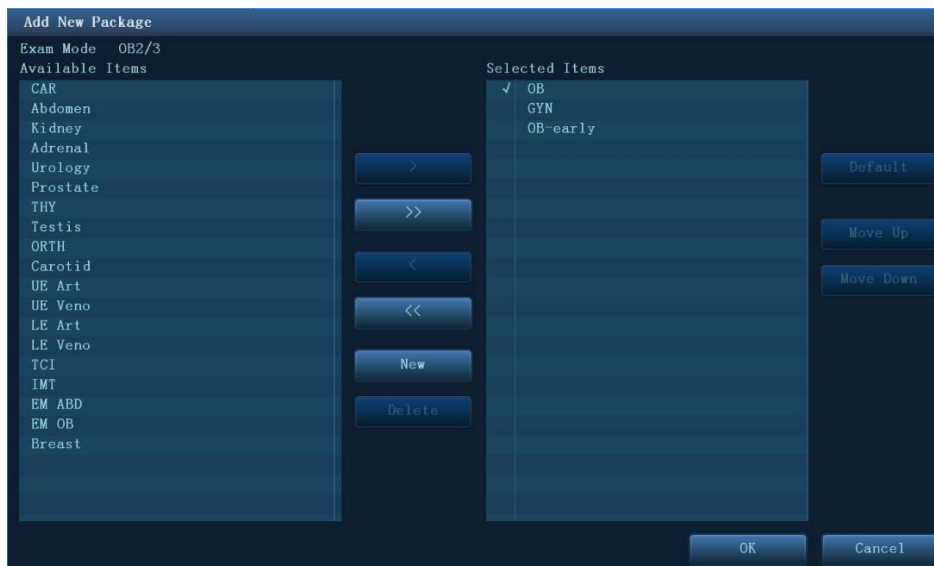 Add New Package
Exam Mode OB2/3
Available Items
CAR
Abdomen
Kidney
Adrenal
Urology
Prostate
THY
Testis
ORTH
Carotid
UE Art
UE Veno
LE Art
LE Veno
TCI
IMT
EM ABD
EM OB
Breast
>
>>
<
<<
New
Delete
Selected Items
√ OB
GYN
OB-early
Default
Move Up
Move Down
OK
Cancel